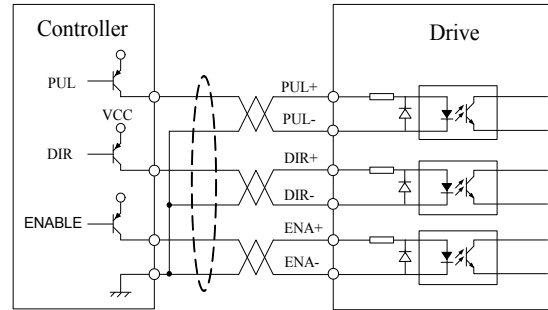 Controller
Drive
PUL
VCC
DIR
ENABLE
PUL+
PUL-
DIR+
DIR-
ENA+
ENA-